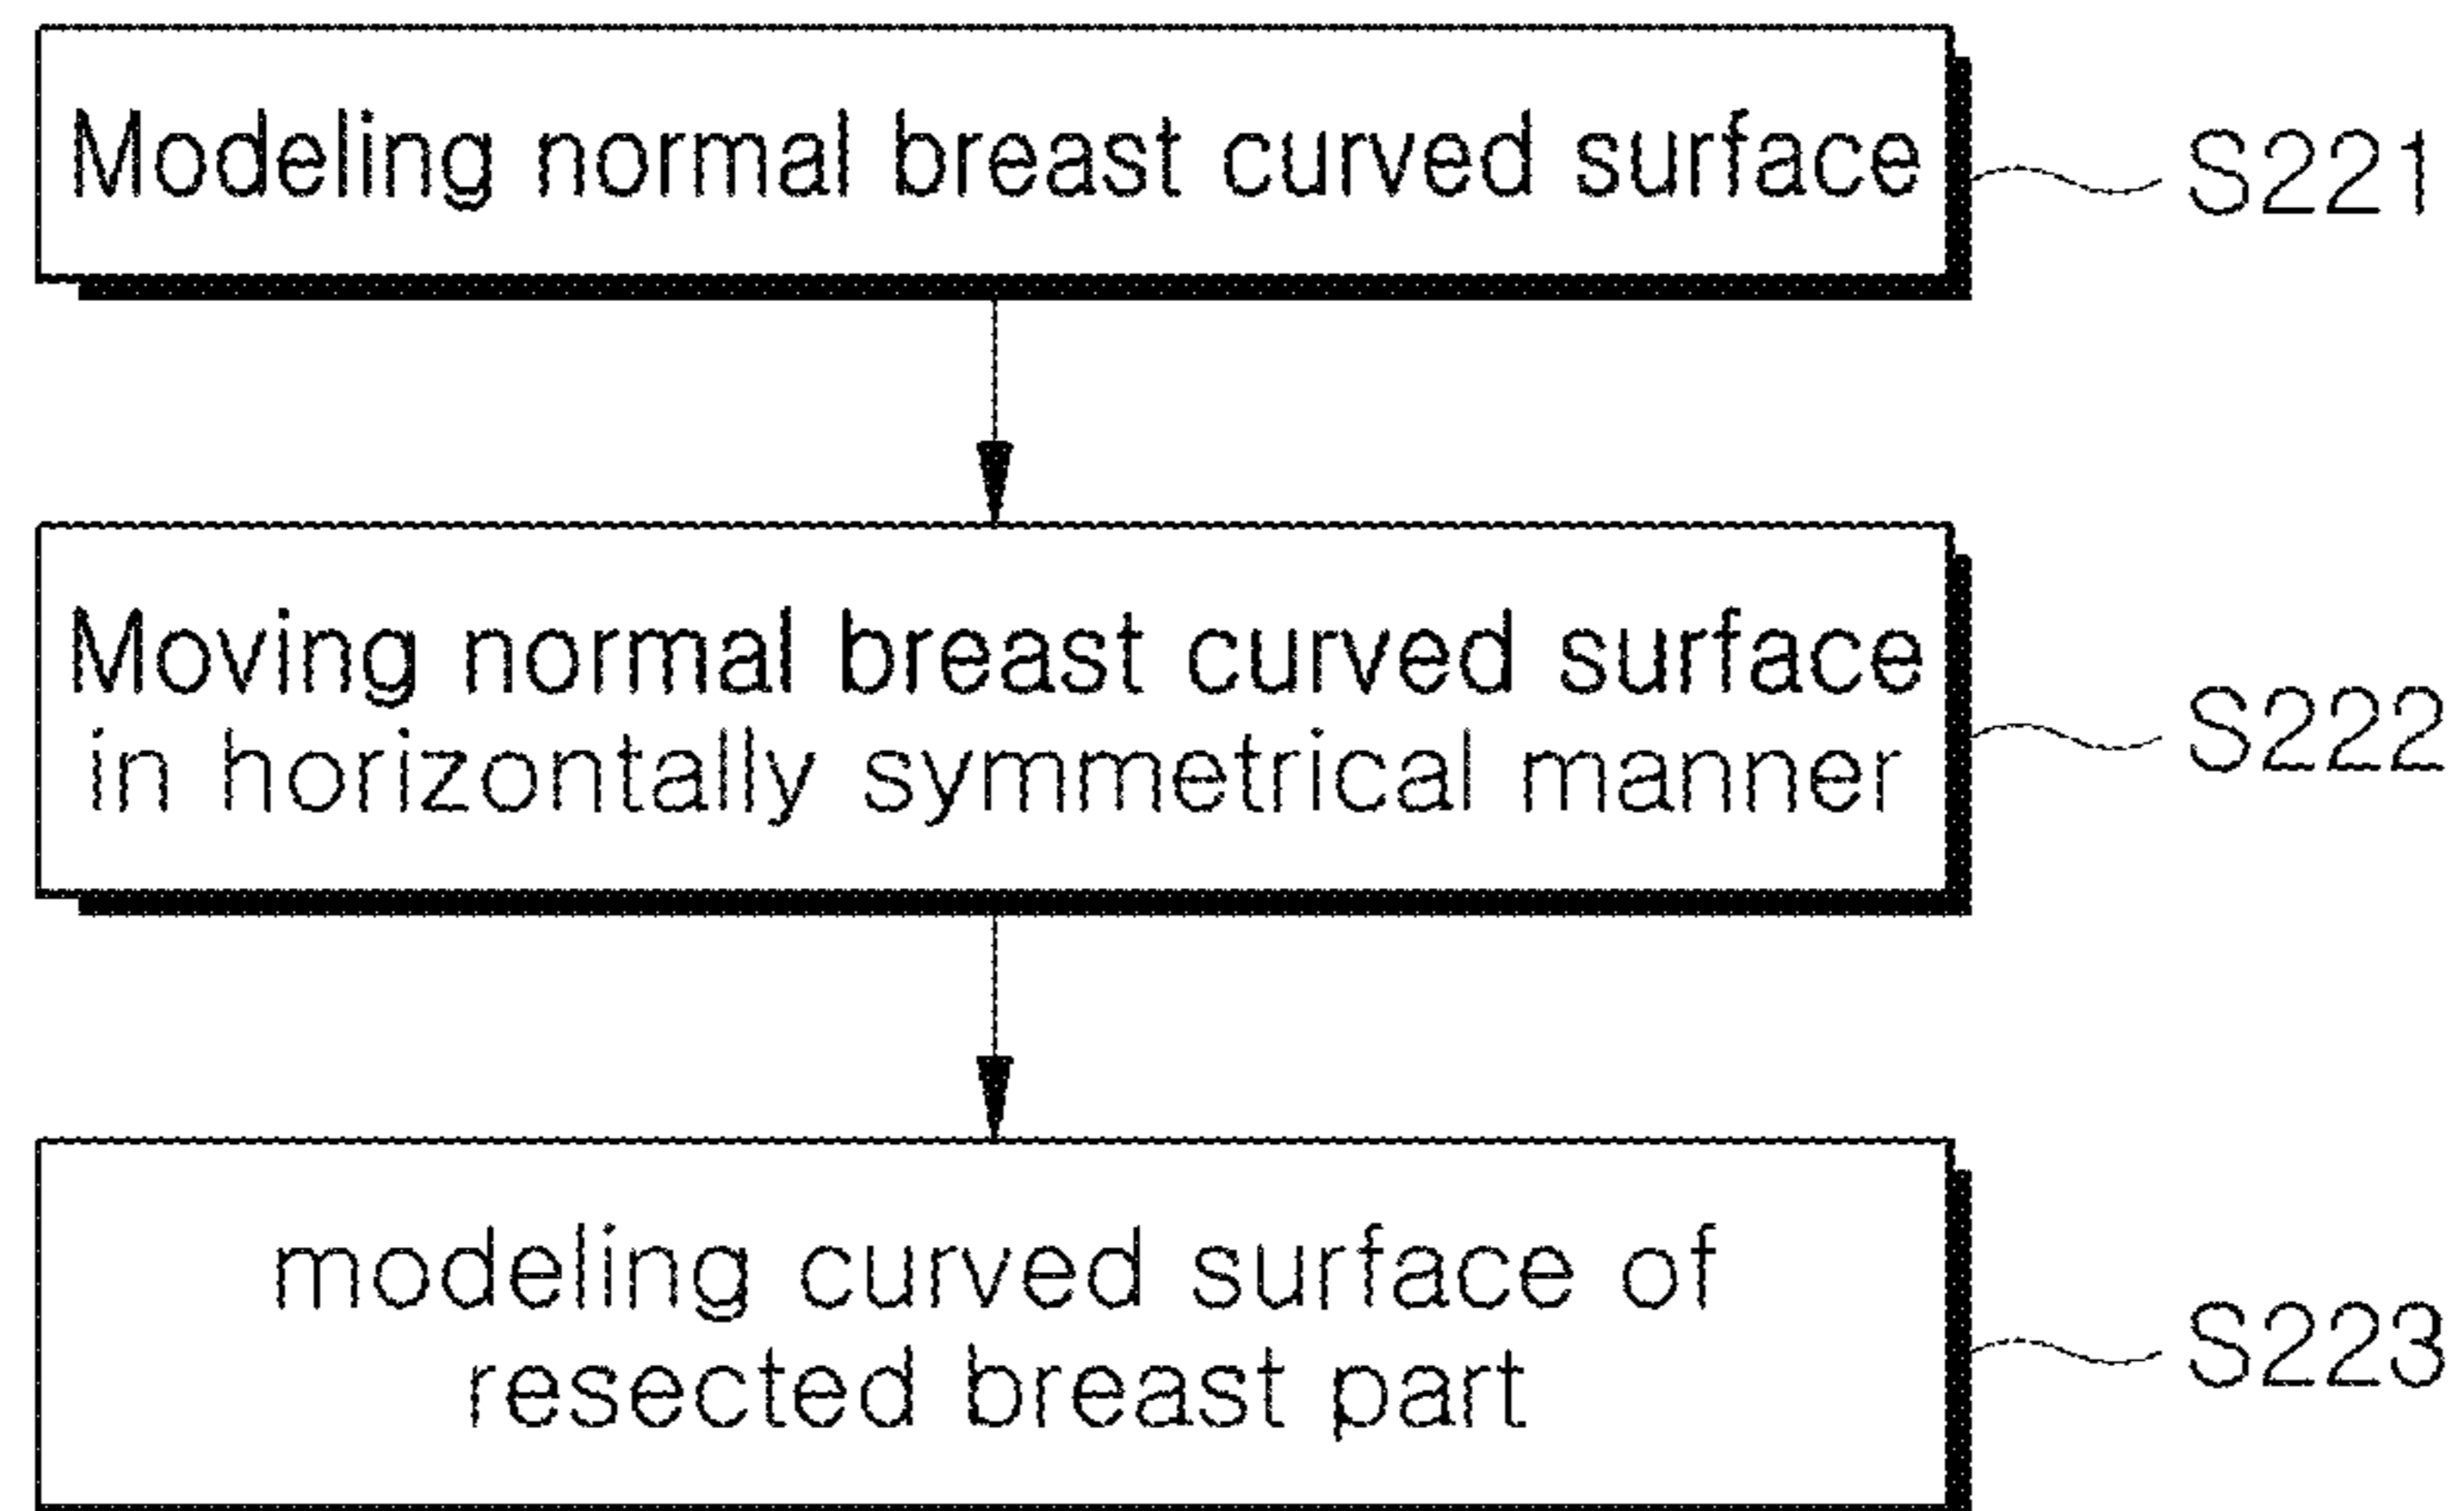 Modeling normal breast curved surface
S221
Moving normal breast curved surface
in horizontally symmetrical manner
S222
modeling curved surface of
resected breast part
S223